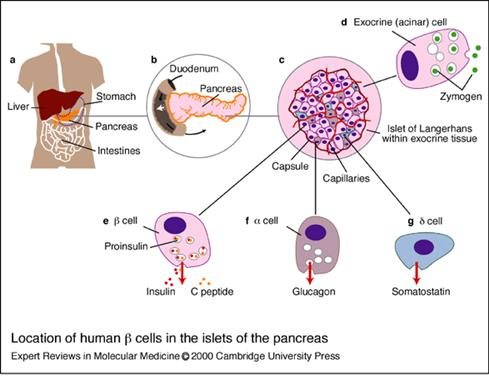 a
Liver
Stomach
Pancreas
Intestines
b
Duodenum
Pancreas
c
Islet of Langerhans
within exocrine tissue
Capsule
Capillaries
d Exocrine (acinar) cell
Zymogen
e β cell
Proinsulin
Insulin C peptide
f α cell
Glucagon
g δ cell
Somatostatin
Location of human β cells in the islets of the pancreas
Expert Reviews in Molecular Medicine © 2000 Cambridge University Press